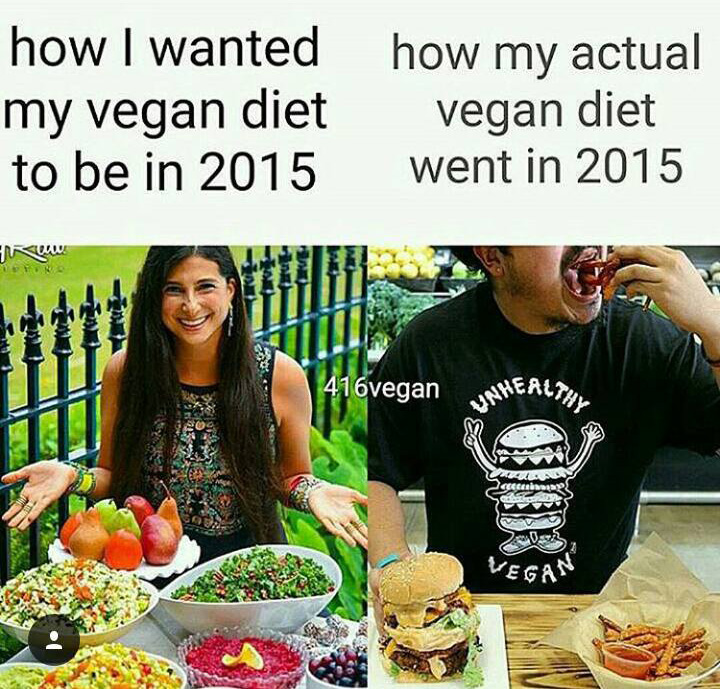 how I wanted
my vegan diet
to be in 2015
how my actual
vegan diet
went in 2015
416vegan
UNHEALTHY
VEGAN